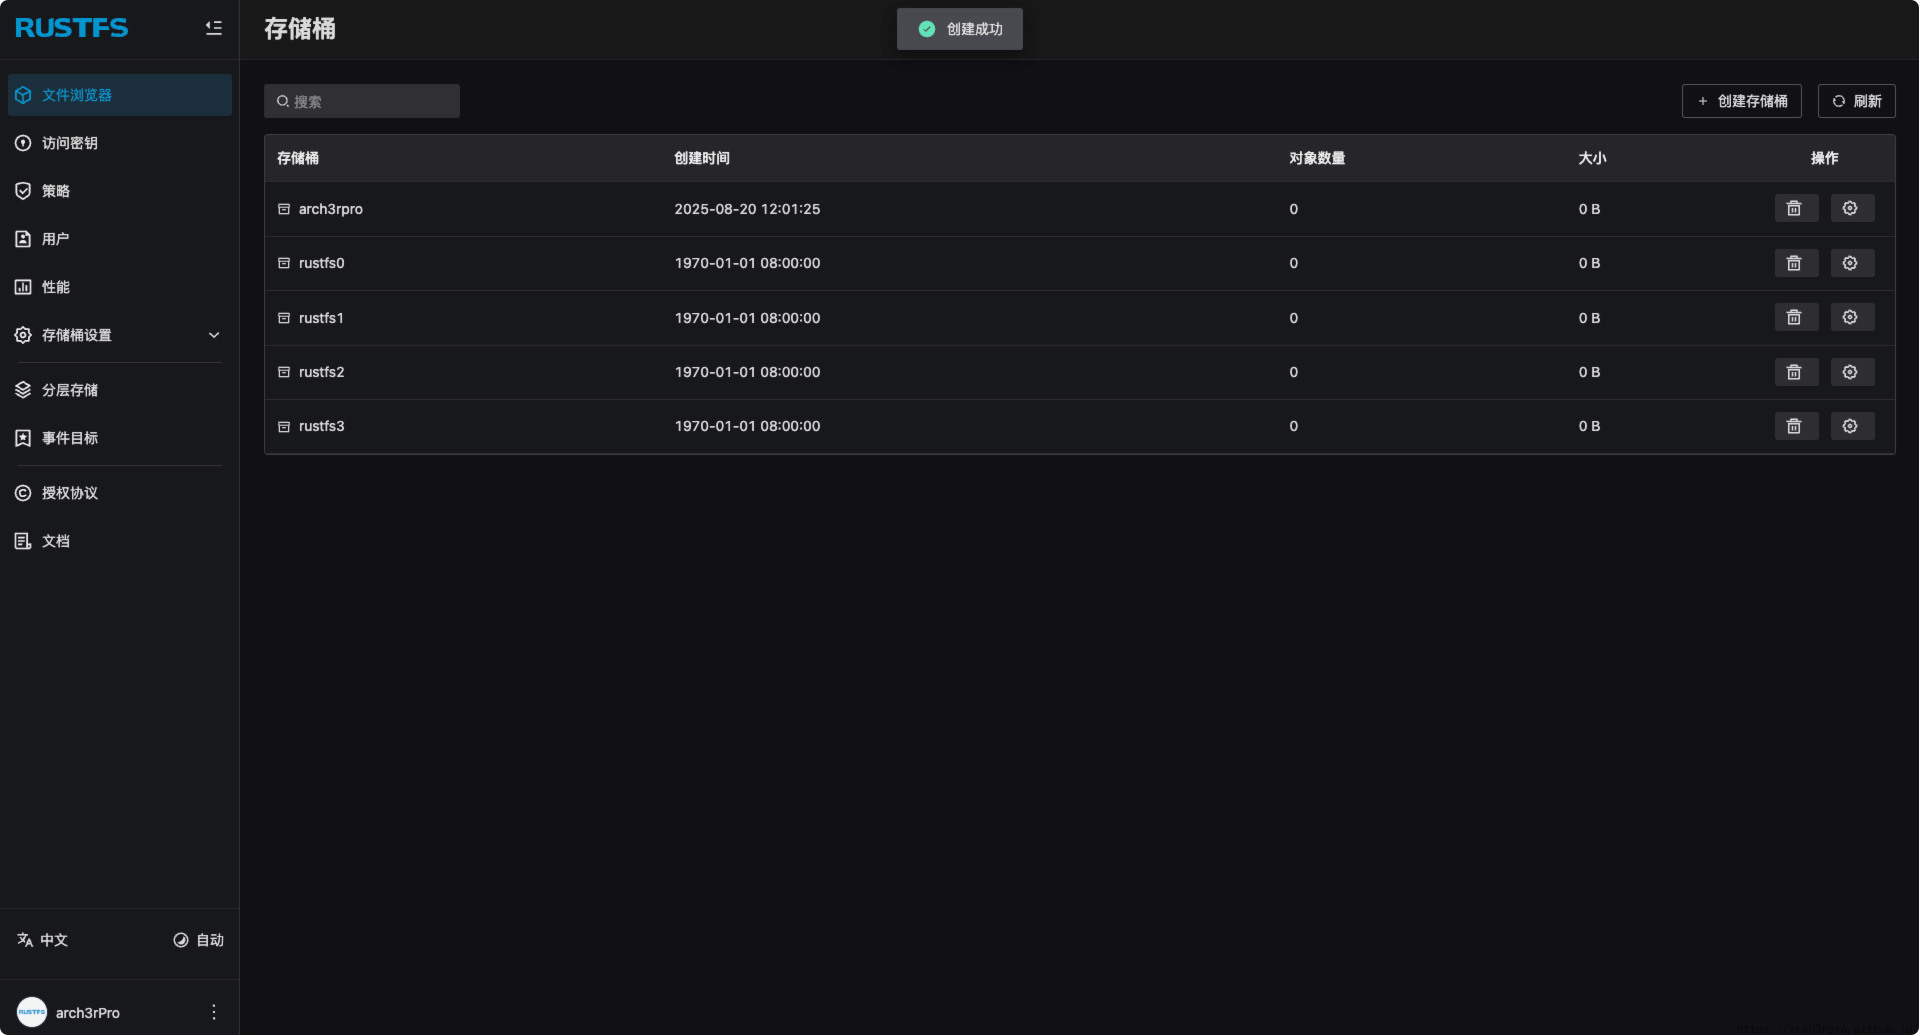 RUSTFS
存储桶
创建成功
文件浏览器
访问密钥
策略
用户
性能
存储桶设置
分层存储
事件目标
授权协议
文档
中文
自动
RUSTFS
arch3rPro
搜索
创建存储桶
刷新
存储桶 创建时间 对象数量 大小 操作
arch3rpro 2025-08-20 12:01:25 0 0 B
rustfs0 1970-01-01 08:00:00 0 0 B
rustfs1 1970-01-01 08:00:00 0 0 B
rustfs2 1970-01-01 08:00:00 0 0 B
rustfs3 1970-01-01 08:00:00 0 0 B